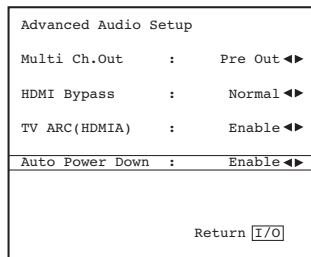 Advanced Audio Setup
Multi Ch.Out : Pre Out◄►
HDMI Bypass : Normal◄►
TV ARC(HDMIA) : Enable◄►
Auto Power Down : Enable◄►
Return I/O